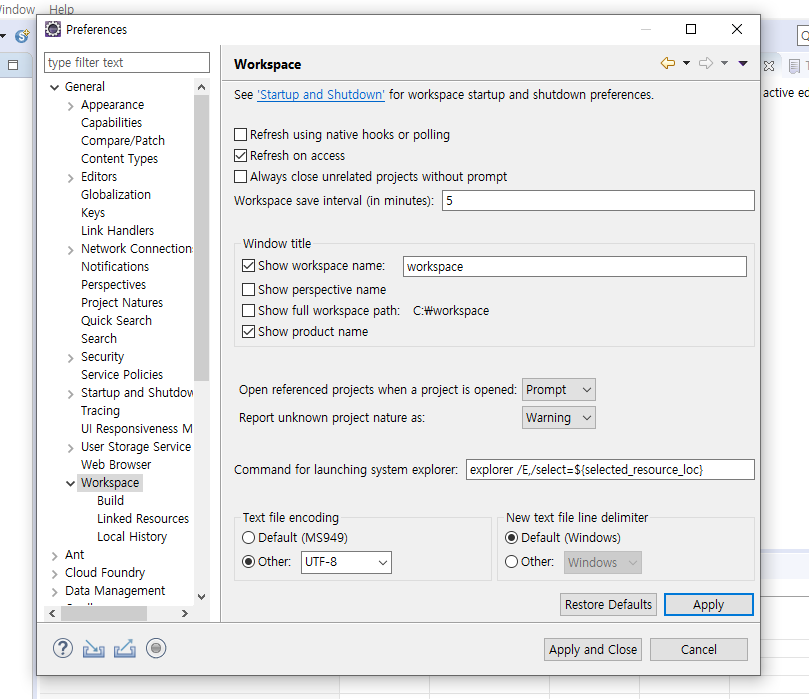 Window Help
Preferences
type filter text
General
Appearance
Capabilities
Compare/Patch
Content Types
Editors
Globalization
Keys
Link Handlers
Network Connection
Notifications
Perspectives
Project Natures
Quick Search
Search
Security
Service Policies
Startup and Shutdow
Tracing
UI Responsiveness M
User Storage Service
Web Browser
Workspace
Build
Linked Resources
Local History
Ant
Cloud Foundry
Data Management
Workspace
See 'Startup and Shutdown' for workspace startup and shutdown preferences.
Refresh using native hooks or polling
Refresh on access
Always close unrelated projects without prompt
Workspace save interval (in minutes): 5
Window title
Show workspace name: workspace
Show perspective name
Show full workspace path: C:₩workspace
Show product name
Open referenced projects when a project is opened: Prompt
Report unknown project nature as: Warning
Command for launching system explorer: explorer /E,/select=${selected_resource_loc}
Text file encoding
Default (MS949)
Other: UTF-8
New text file line delimiter
Default (Windows)
Other: Windows
Restore Defaults Apply
Apply and Close Cancel
active ed